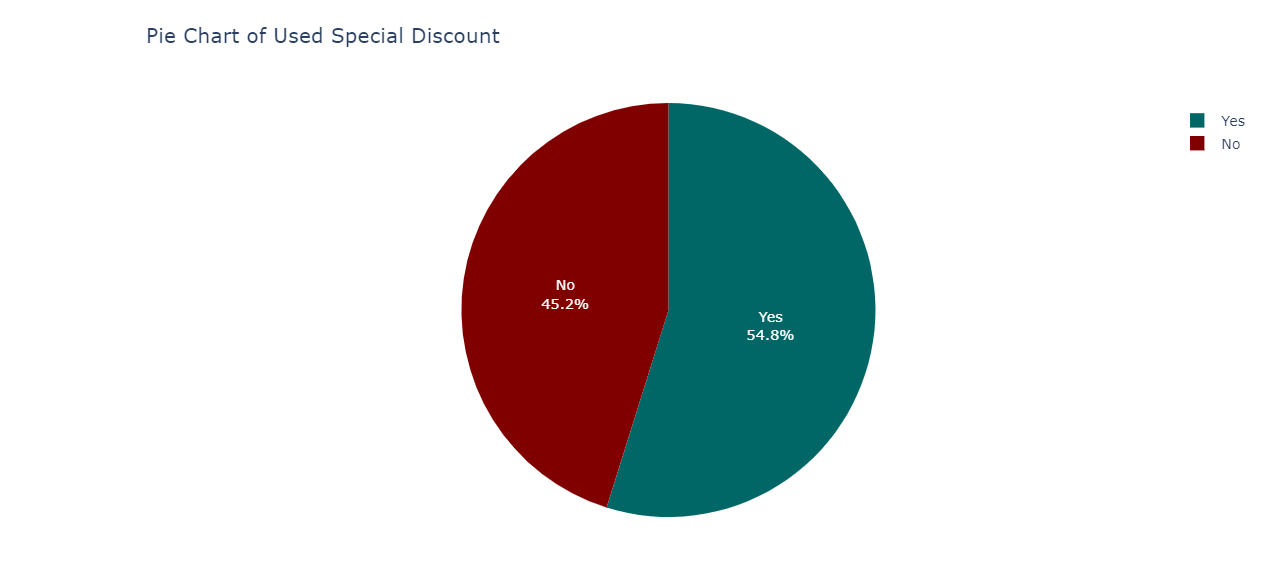 Pie Chart of Used Special Discount
Yes
No
No
45.2%
Yes
54.8%